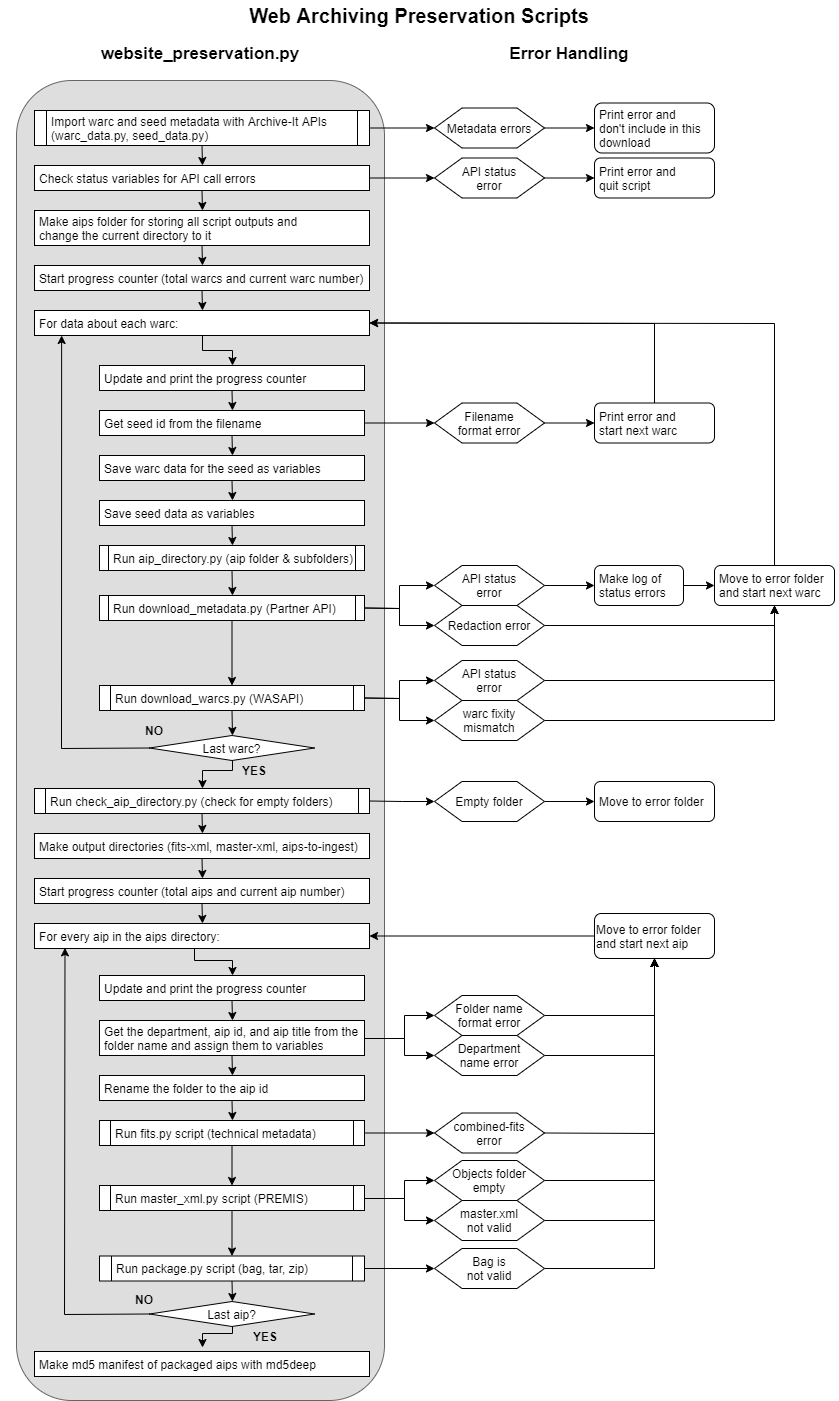 Web Archiving Preservation Scripts
website_preservation.py
Error Handling
Import warc and seed metadata with Archive-It APIs
(warc_data.py, seed_data.py)
Metadata errors
Print error and
don't include in this
download
Check status variables for API call errors
API status
error
Print error and
quit script
Make aips folder for storing all script outputs and
change the current directory to it
Start progress counter (total warcs and current warc number)
For data about each warc:
Update and print the progress counter
Get seed id from the filename
Filename
format error
Print error and
start next warc
Save warc data for the seed as variables
Save seed data as variables
Run aip_directory.py (aip folder & subfolders)
Run download_metadata.py (Partner API)
API status
error
Make log of
status errors
Move to error folder
and start next warc
Redaction error
Run download_warcs.py (WASAPI)
API status
error
warc fixity
mismatch
NO
Last warc?
YES
Run check_aip_directory.py (check for empty folders)
Empty folder
Move to error folder
Make output directories (fits-xml, master-xml, aips-to-ingest)
Start progress counter (total aips and current aip number)
For every aip in the aips directory:
Move to error folder
and start next aip
Update and print the progress counter
Get the department, aip id, and aip title from the
folder name and assign them to variables
Folder name
format error
Department
name error
Rename the folder to the aip id
Run fits.py script (technical metadata)
combined-fits
error
Run master_xml.py script (PREMIS)
Objects folder
empty
master.xml
not valid
Run package.py script (bag, tar, zip)
Bag is
not valid
NO
Last aip?
YES
Make md5 manifest of packaged aips with md5deep